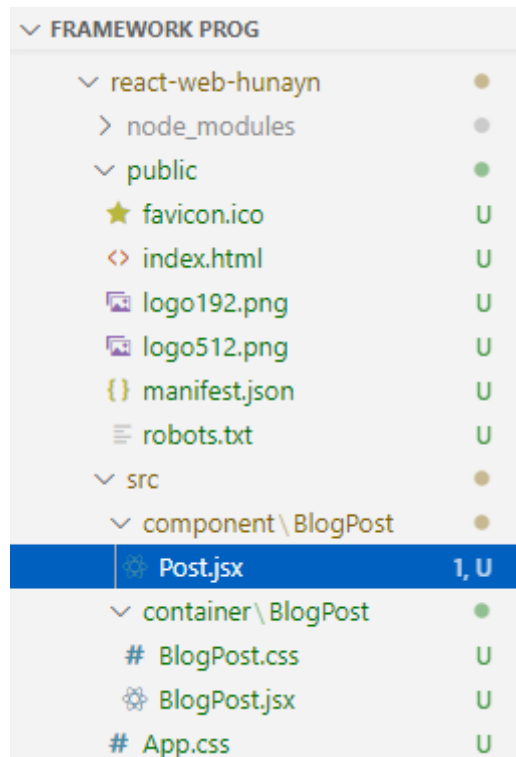 FRAMEWORK PROG
react-web-hunayn
node_modules
public
favicon.ico U
<> index.html U
logo192.png U
logo512.png U
{} manifest.json U
robots.txt U
src
component\BlogPost
Post.jsx 1, U
container\BlogPost
# BlogPost.css U
BlogPost.jsx U
# App.css U